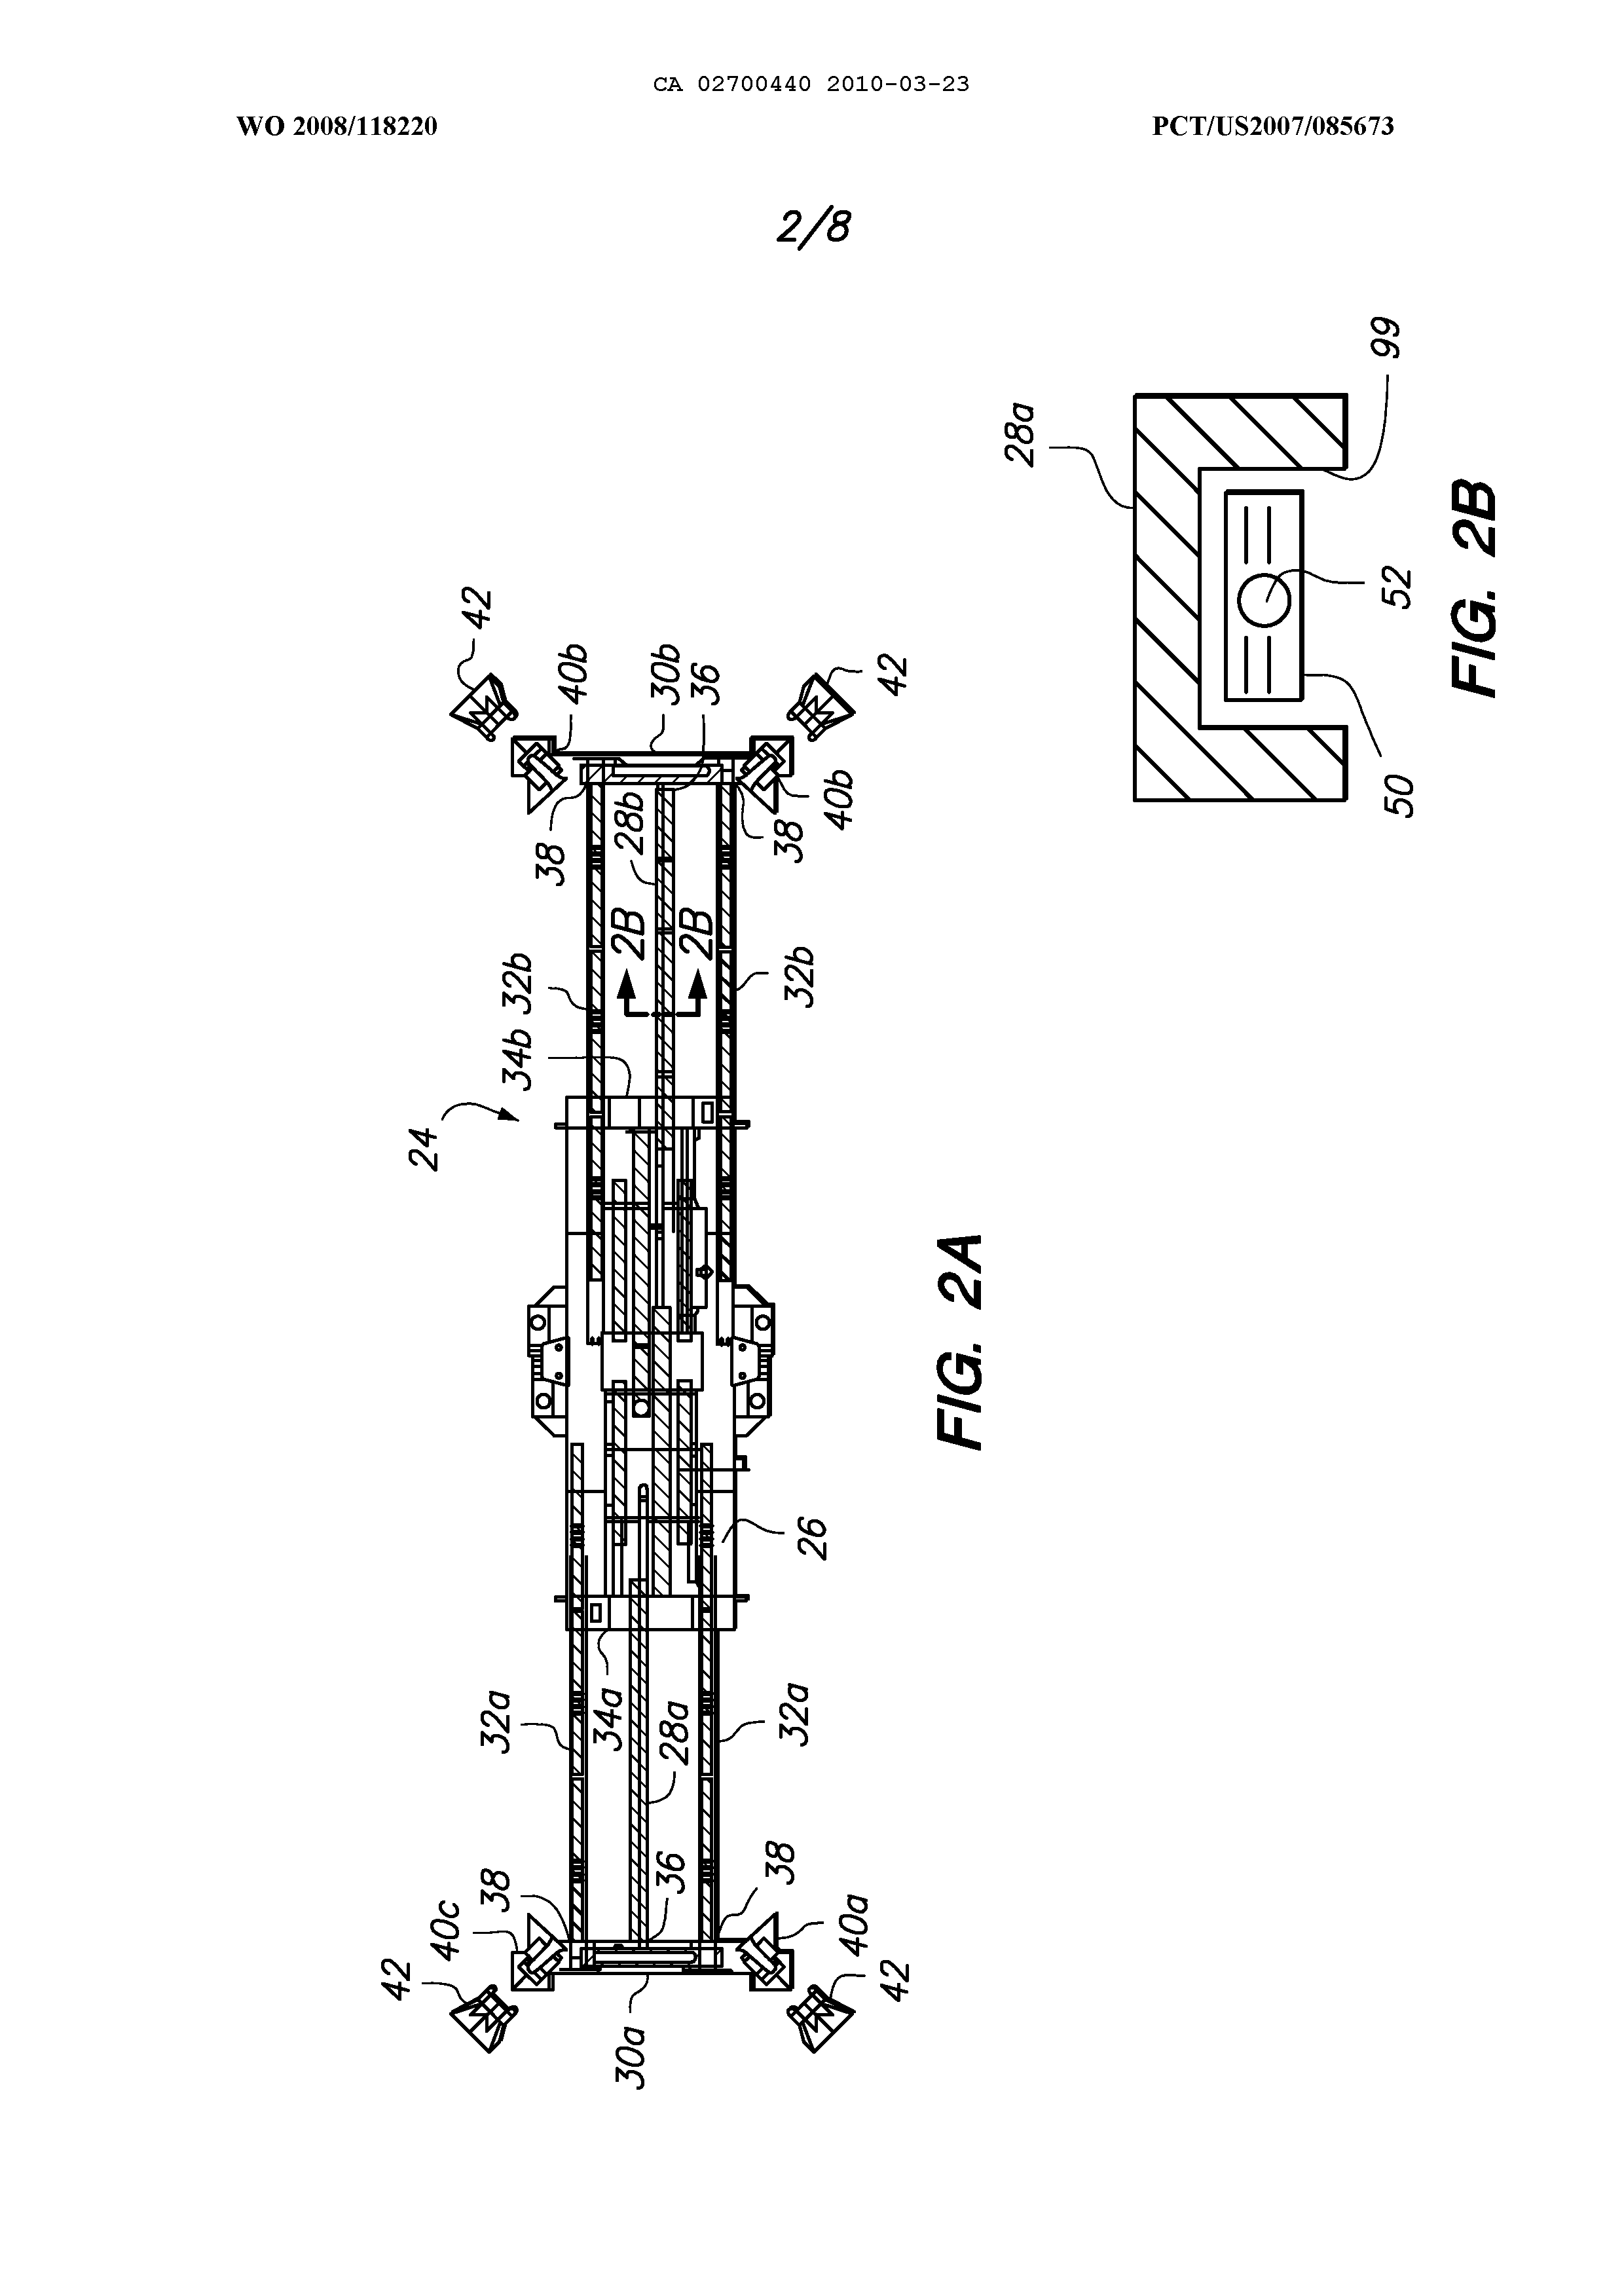 CA 02700440 2010-03-23
WO 2008/118220
PCT/US2007/085673
2/8
42
40b
30b
36
42
38
28b
38
40b
2B
2B
32b
32b
34b
24
26
34a
32a
28a
32a
36
38
38
40c
40a
42
42
30a
FIG. 2A
28a
99
52
50
FIG. 2B